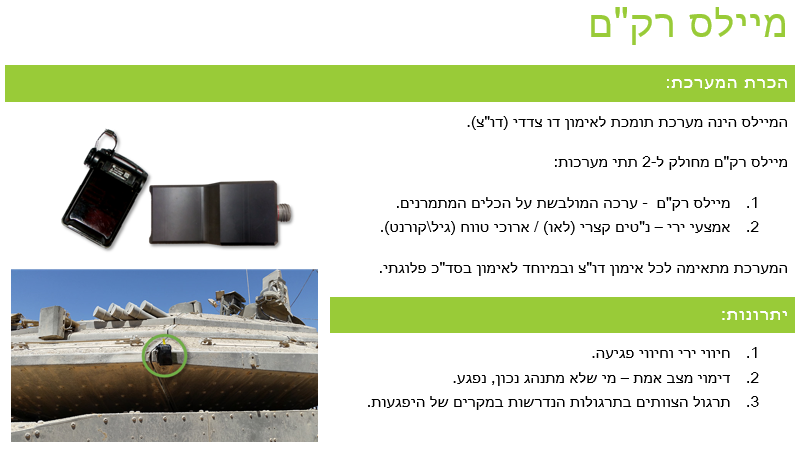 מיילס רק"ם
הכרת המערכת:
המיילס הינה מערכת תומכת לאימון דו צדדי (דו"צ).
מיילס רק"ם מחולק ל-2 תתי מערכות:
1. מיילס רק"ם - ערכה המולבשת על הכלים המתמרנים.
2. אמצעי ירי – נ"טים קצרי (לאו) / ארוכי טווח (גיל\קורנט).
המערכת מתאימה לכל אימון דו"צ ובמיוחד לאימון בסד"כ פלוגתי.
יתרונות:
1. חיווי ירי וחיווי פגיעה.
2. דימוי מצב אמת – מי שלא מתנהג נכון, נפגע.
3. תרגול הצוותים בתרגולות הנדרשות במקרים של היפגעות.